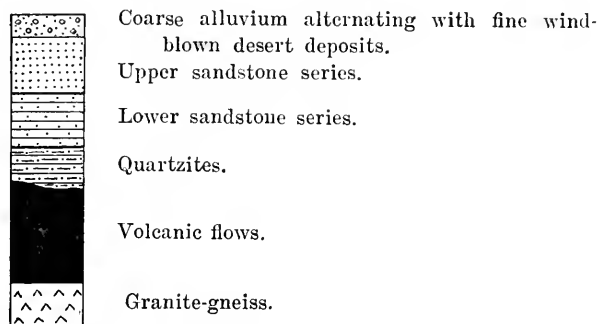 Coarse alluvium alternating with fine wind-
blown desert deposits.
Upper sandstone series.
Lower sandstone series.
Quartzites.
Volcanic flows.
Granite-gneiss.